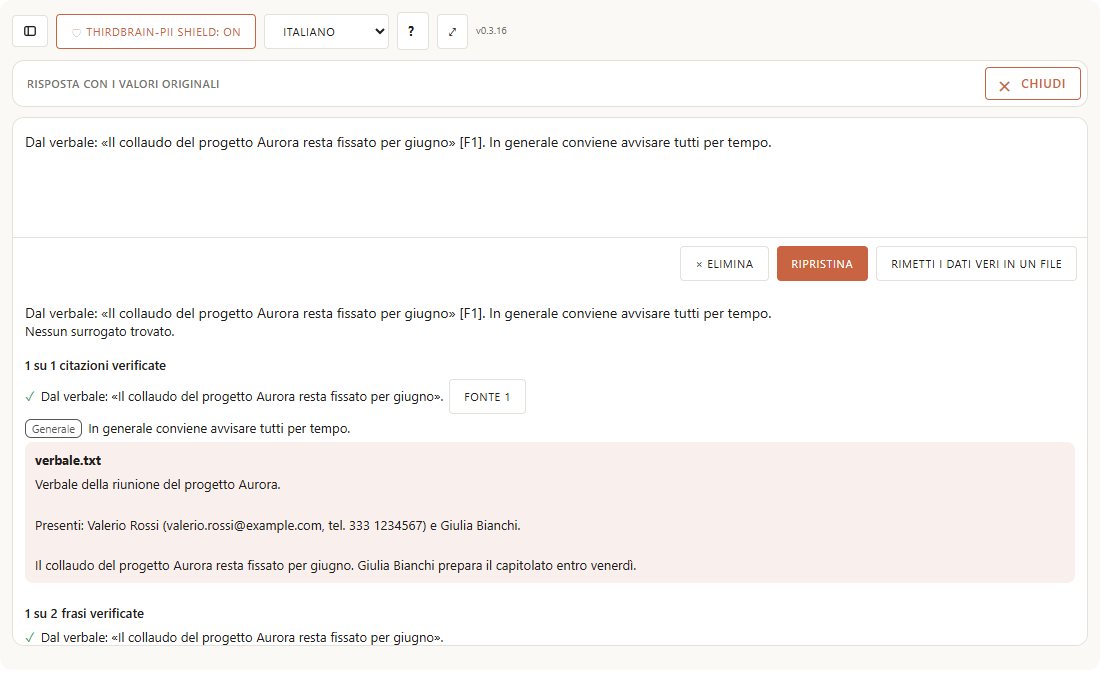 THIRDBRAIN-PII SHIELD: ON
ITALIANO
?
v0.3.16
RISPOSTA CON I VALORI ORIGINALI
× CHIUDI
Dal verbale: «Il collaudo del progetto Aurora resta fissato per giugno» [F1]. In generale conviene avvisare tutti per tempo.
× ELIMINA
RIPRISTINA
RIMETTI I DATI VERI IN UN FILE
Dal verbale: «Il collaudo del progetto Aurora resta fissato per giugno» [F1]. In generale conviene avvisare tutti per tempo.
Nessun surrogato trovato.
1 su 1 citazioni verificate
✓ Dal verbale: «Il collaudo del progetto Aurora resta fissato per giugno». FONTE 1
Generale In generale conviene avvisare tutti per tempo.
verbale.txt
Verbale della riunione del progetto Aurora.
Presenti: Valerio Rossi (valerio.rossi@example.com, tel. 333 1234567) e Giulia Bianchi.
Il collaudo del progetto Aurora resta fissato per giugno. Giulia Bianchi prepara il capitolato entro venerdì.
1 su 2 frasi verificate
✓ Dal verbale: «Il collaudo del progetto Aurora resta fissato per giugno».